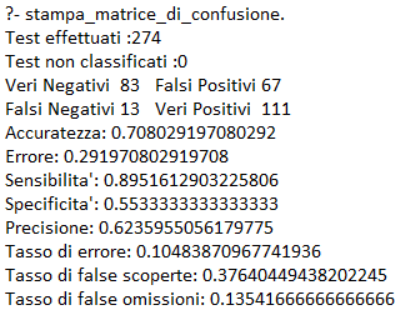 ?- stampa_matrice_di_confusione.
Test effettuati :274
Test non classificati :0
Veri Negativi  83   Falsi Positivi 67
Falsi Negativi 13   Veri Positivi  111
Accuratezza: 0.708029197080292
Errore: 0.291970802919708
Sensibilita': 0.8951612903225806
Specificita': 0.5533333333333333
Precisione: 0.6235955056179775
Tasso di errore: 0.10483870967741936
Tasso di false scoperte: 0.37640449438202245
Tasso di false omissioni: 0.13541666666666666